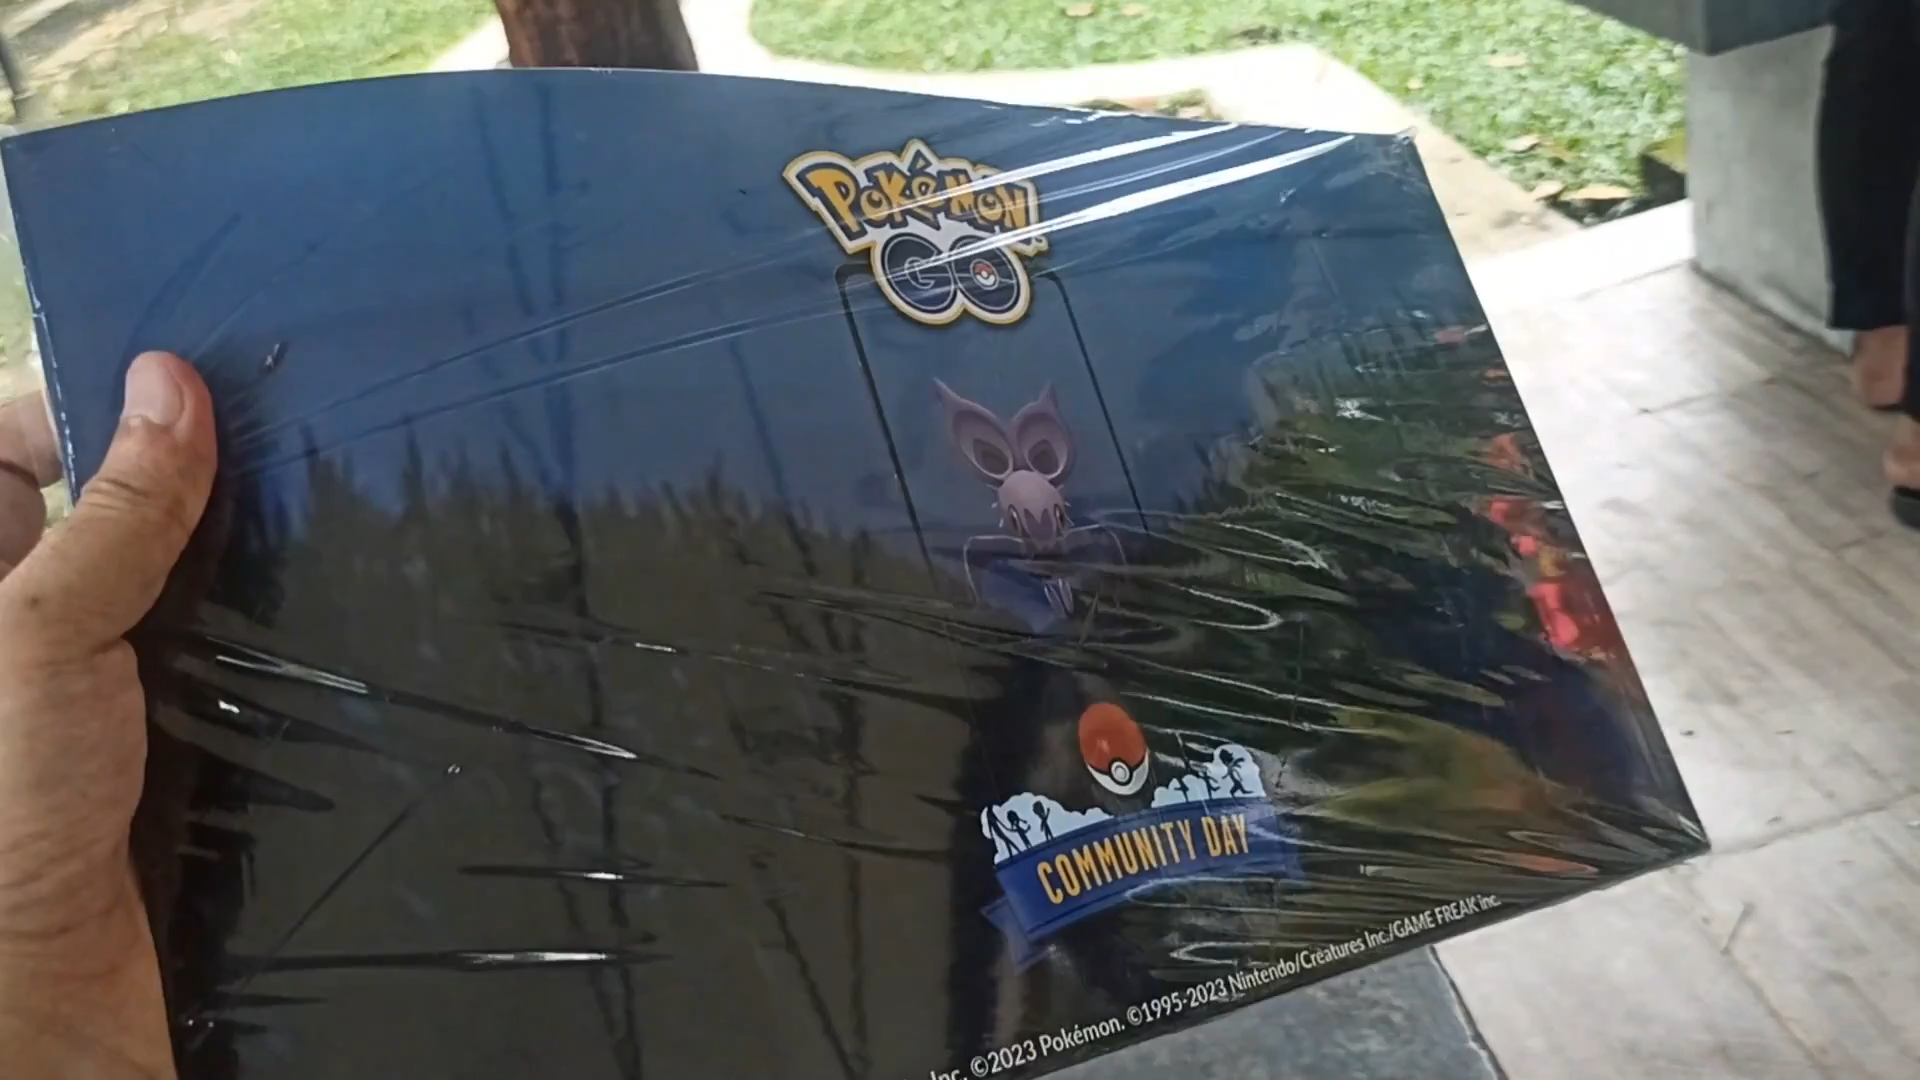 Pokémon
GO
COMMUNITY DAY
Inc. ©2023 Pokémon. ©1995-2023 Nintendo/Creatures Inc./GAME FREAK inc.